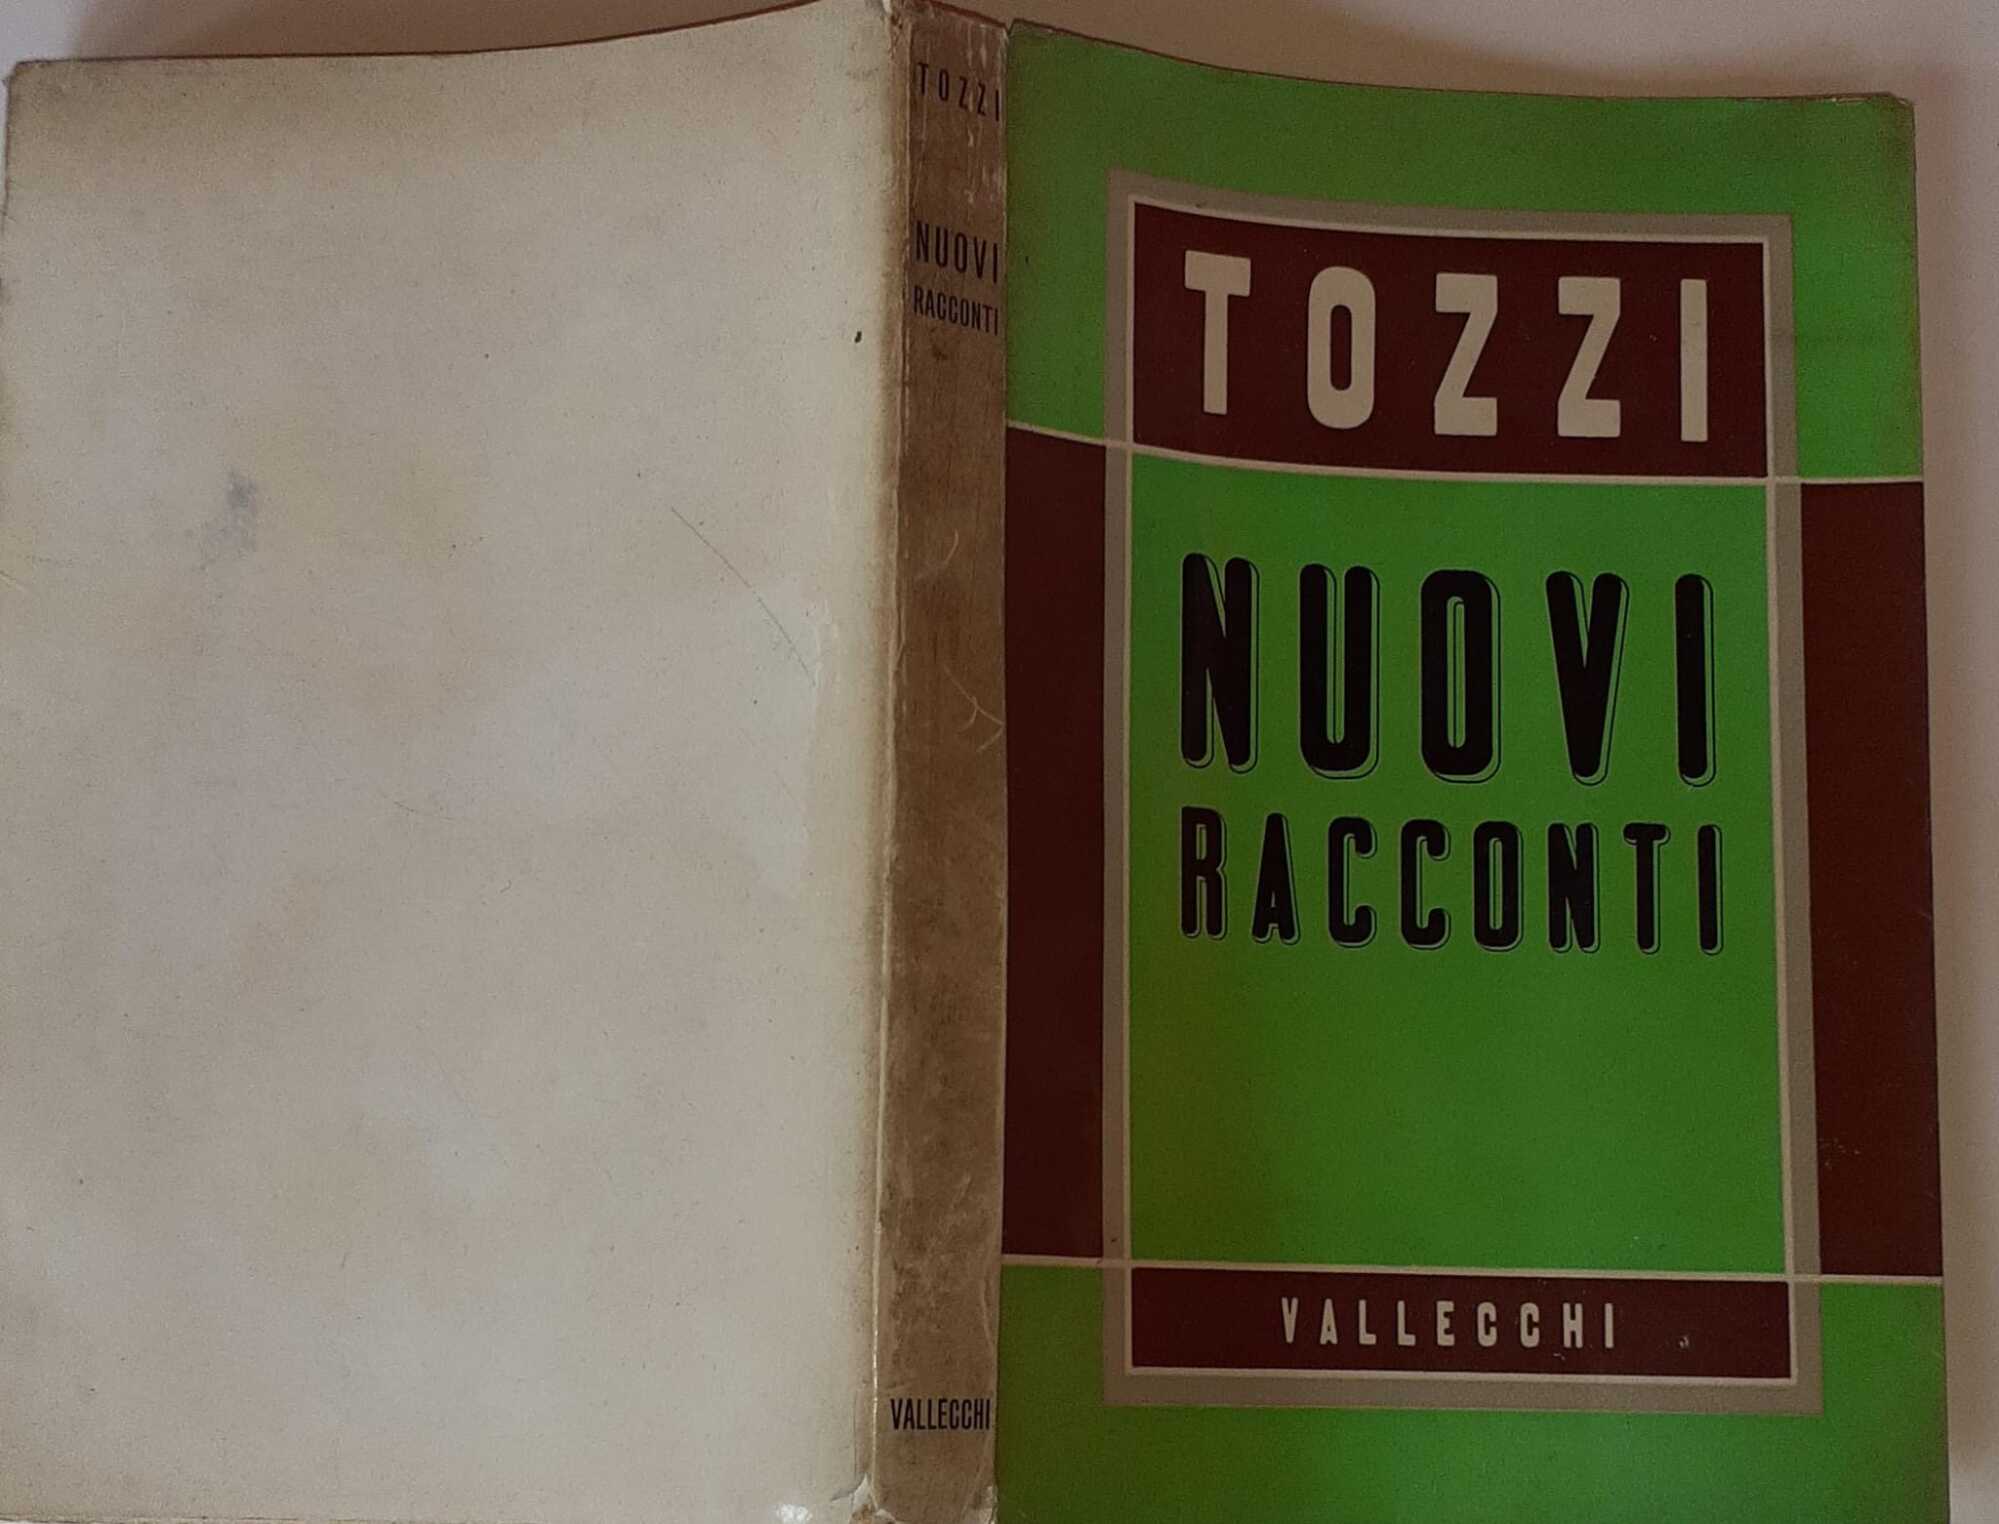 TOZZI
NUOVI
RACCONTI
VALLECCHI
TOZZI
NUOVI
RACCONTI
VALLECCHI